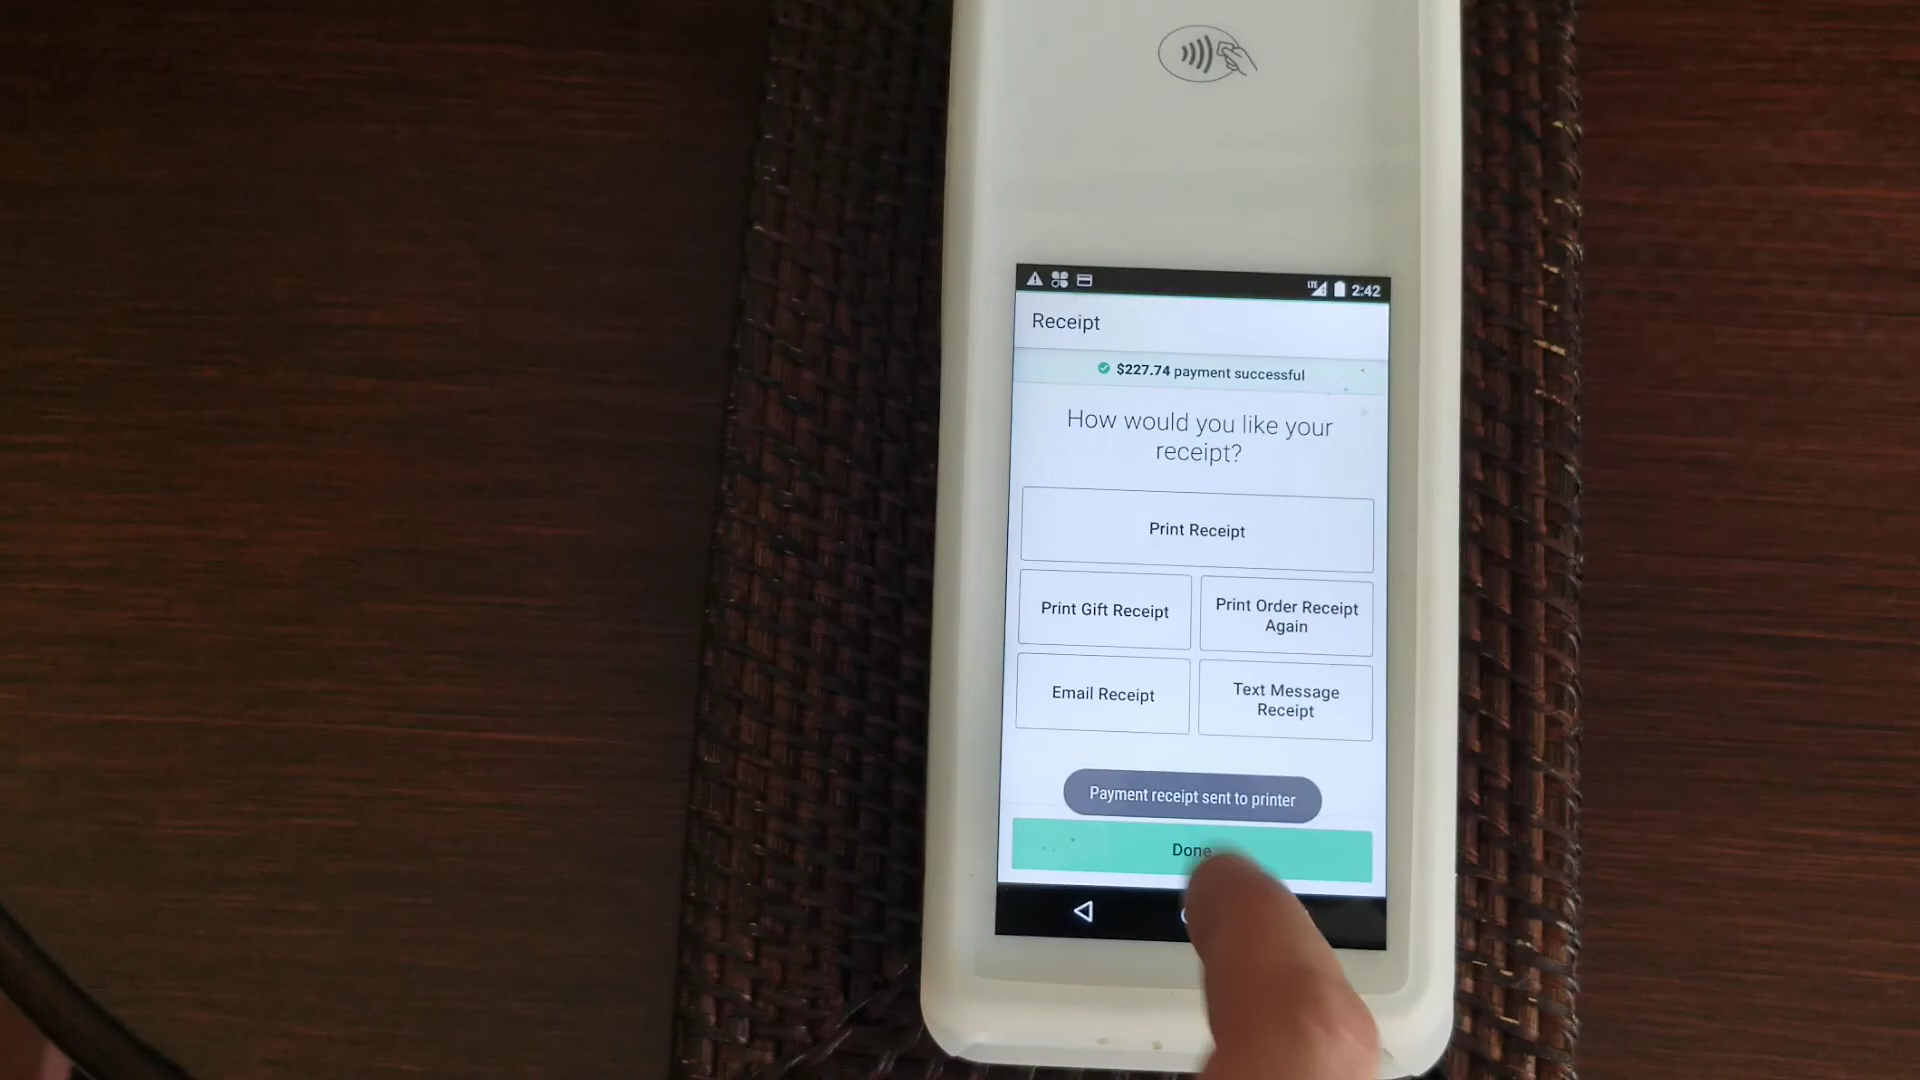 LTE 2:42
Receipt
$227.74 payment successful
How would you like your
receipt?
Print Receipt
Print Gift Receipt
Print Order Receipt
Again
Email Receipt
Text Message
Receipt
Payment receipt sent to printer
Done